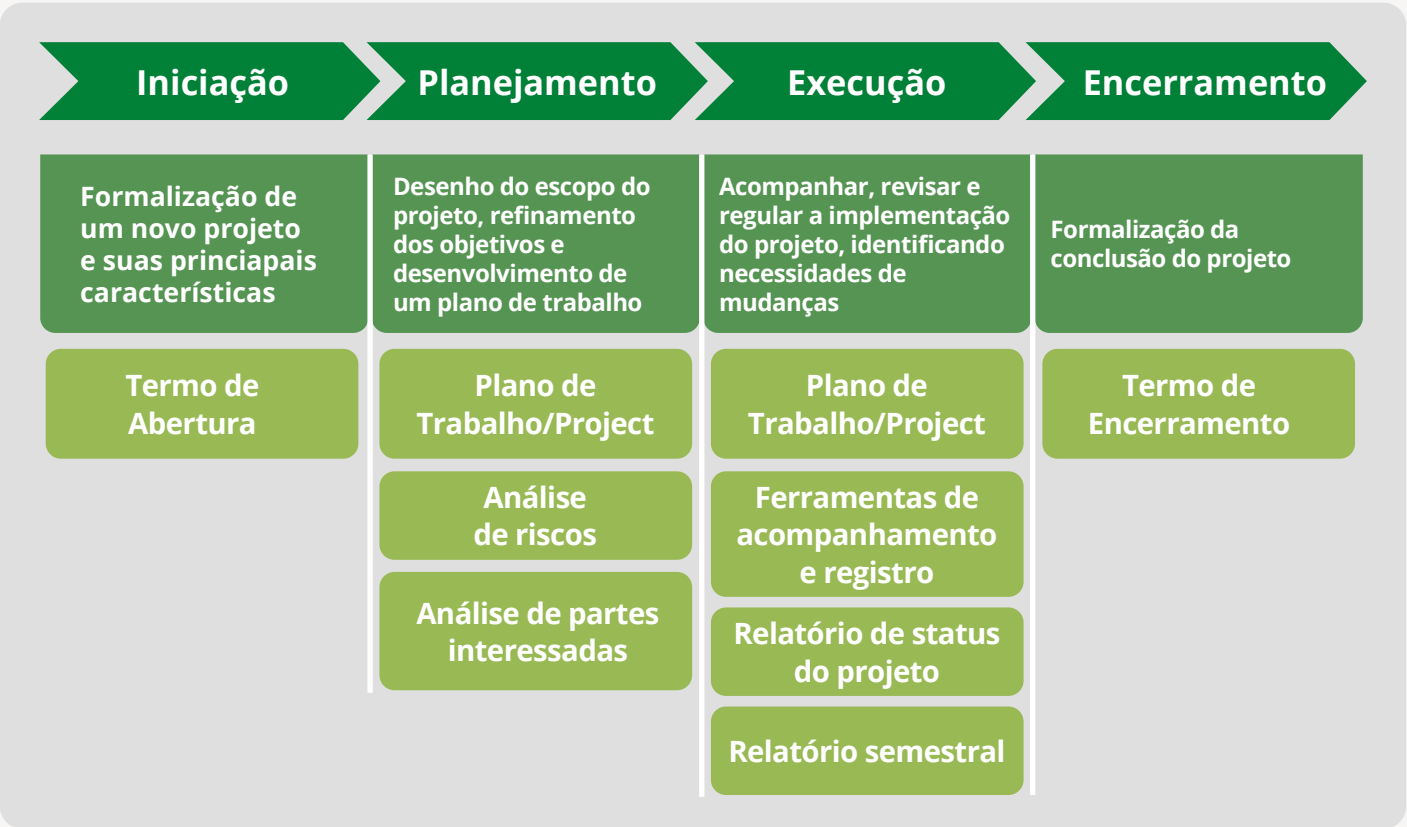 Iniciação
Planejamento
Execução
Encerramento
Formalização de
um novo projeto
e suas princiapais
características
Desenho do escopo do
projeto, refinamento
dos objetivos e
desenvolvimento de
um plano de trabalho
Acompanhar, revisar e
regular a implementação
do projeto, identificando
necessidades de
mudanças
Formalização da
conclusão do projeto
Termo de
Abertura
Plano de
Trabalho/Project
Análise
de riscos
Análise de partes
interessadas
Plano de
Trabalho/Project
Ferramentas de
acompanhamento
e registro
Relatório de status
do projeto
Relatório semestral
Termo de
Encerramento